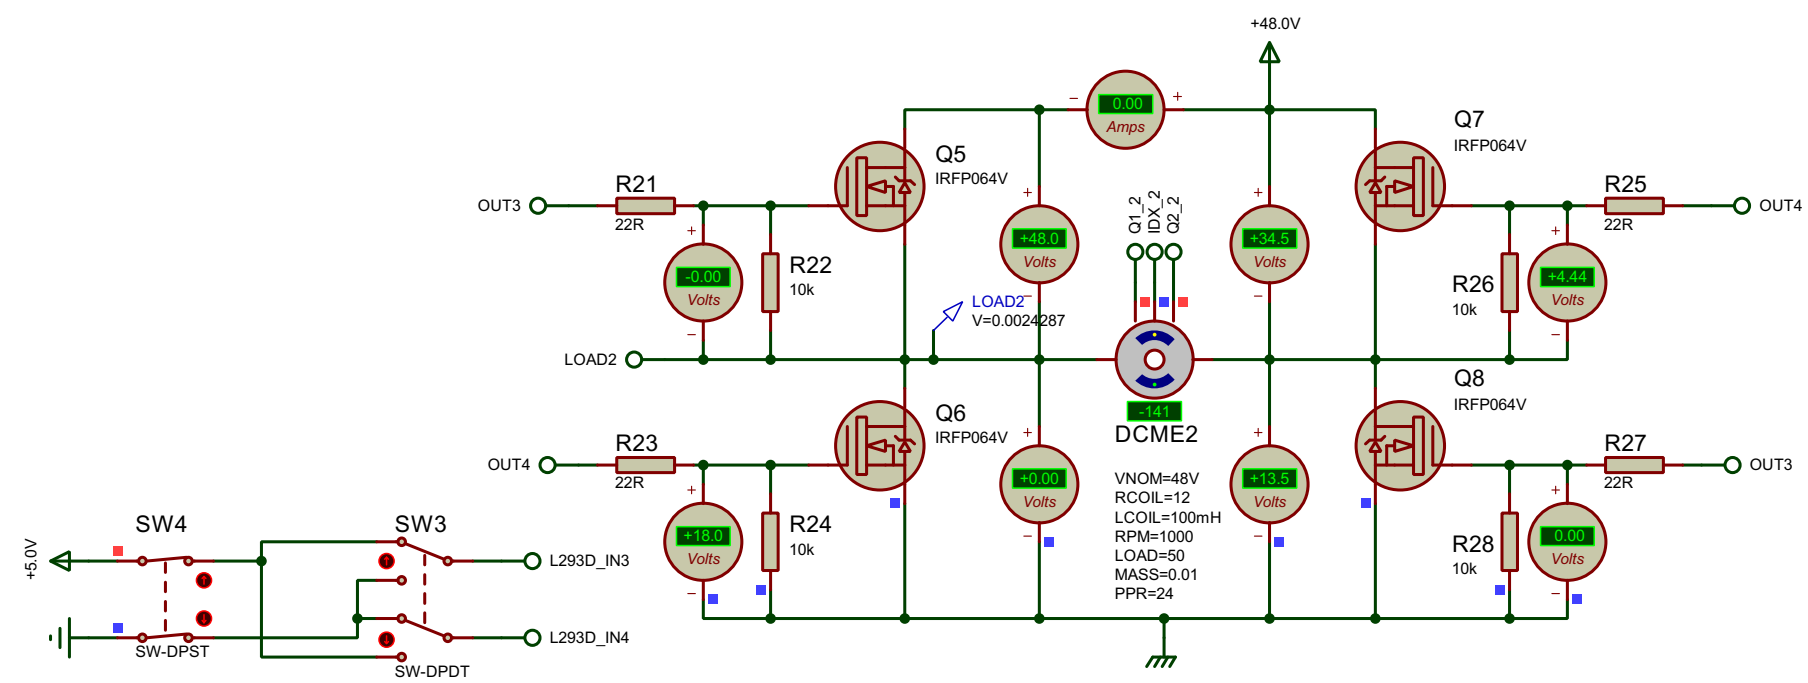 +48.0V
0.00
Amps
Q5
IRFP064V
Q7
IRFP064V
R21
22R
OUT3
R25
22R
OUT4
+48.0
Volts
+34.5
Volts
Q1_2
IDX_2
Q2_2
-0.00
Volts
R22
10k
R26
10k
+4.44
Volts
LOAD2
V=0.0024287
LOAD2
-141
DCME2
VNOM=48V
RCOIL=12
LCOIL=100mH
RPM=1000
LOAD=50
MASS=0.01
PPR=24
Q6
IRFP064V
Q8
IRFP064V
R23
22R
OUT4
R27
22R
OUT3
+0.00
Volts
+13.5
Volts
+18.0
Volts
R24
10k
R28
10k
0.00
Volts
SW4
SW3
+5.0V
L293D_IN3
L293D_IN4
SW-DPST
SW-DPDT